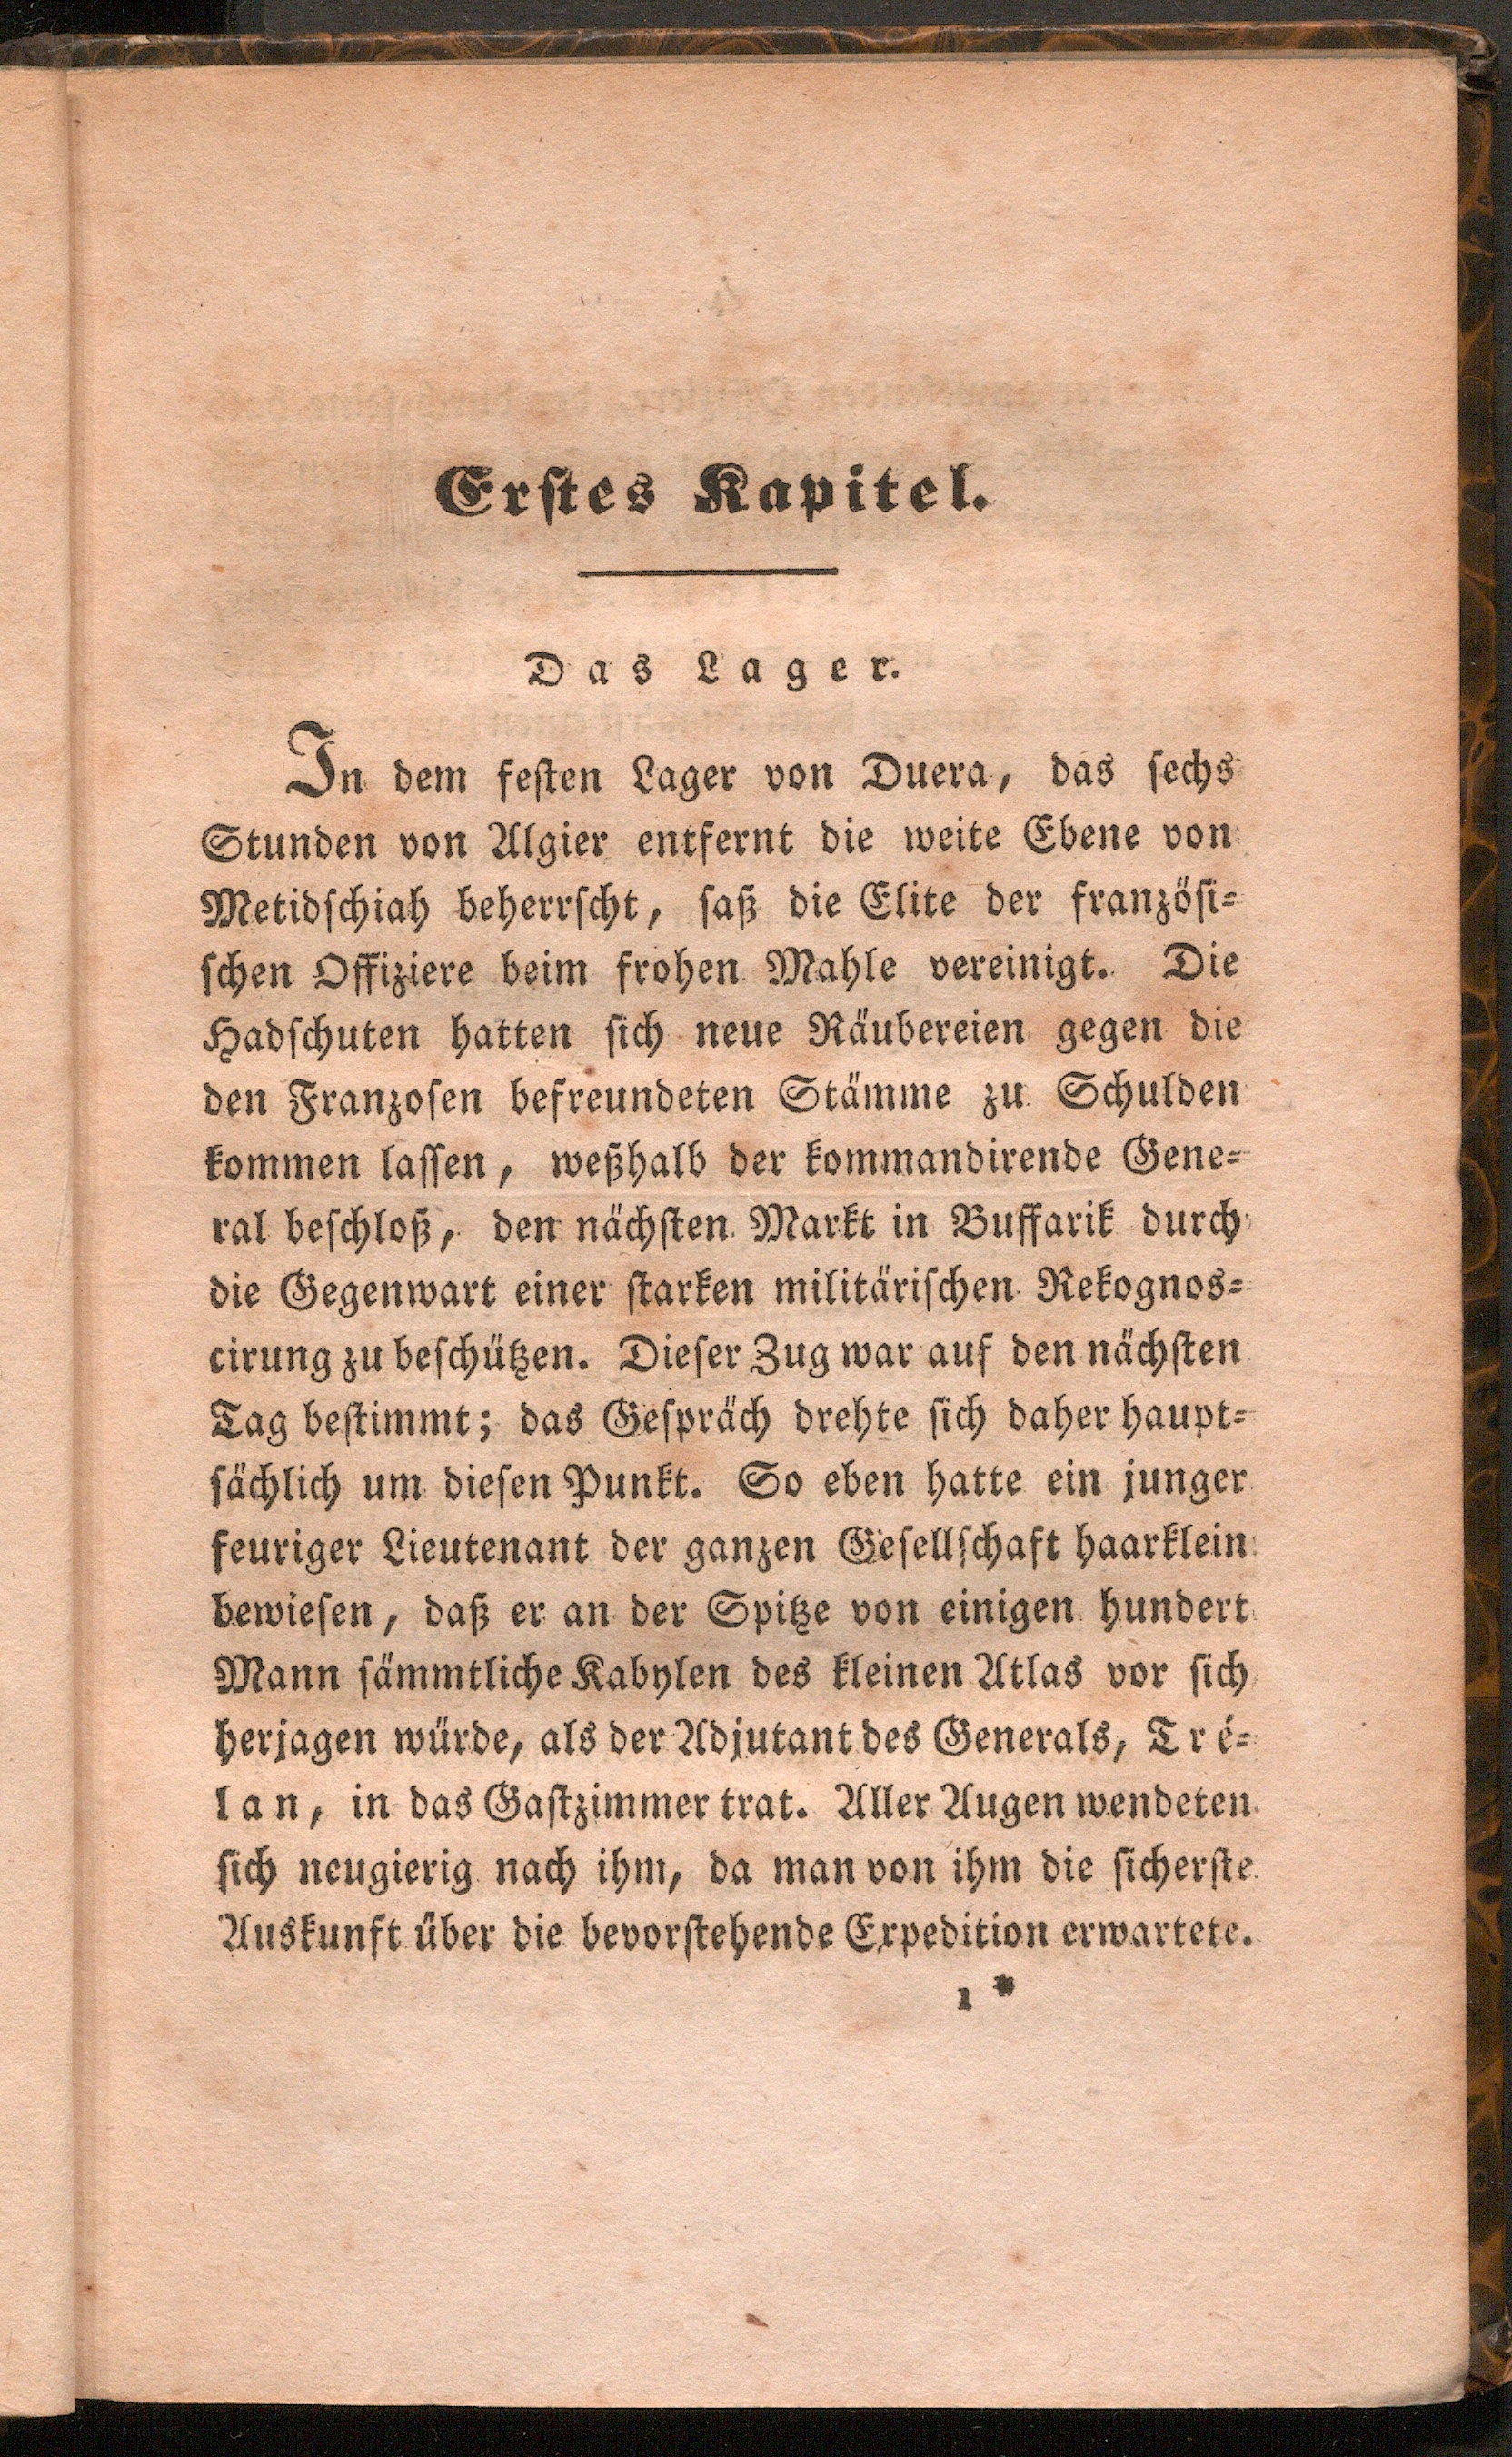 Erstes Kapitel.
Das Lager.
In dem festen Lager von Duera, das sechs
Stunden von Algier entfernt die weite Ebene von
Metidschiah beherrscht, saß die Elite der französi-
schen Offiziere beim frohen Mahle vereinigt. Die
Hadschuten hatten sich neue Räubereien gegen die
den Franzosen befreundeten Stämme zu Schulden
kommen lassen, weßhalb der kommandirende Gene-
ral beschloß, den nächsten Markt in Buffarik durch
die Gegenwart einer starken militärischen Rekognos-
cirung zu beschützen. Dieser Zug war auf den nächsten
Tag bestimmt; das Gespräch drehte sich daher haupt-
sächlich um diesen Punkt. So eben hatte ein junger
feuriger Lieutenant der ganzen Gesellschaft haarklein
bewiesen, daß er an der Spitze von einigen hundert
Mann sämmtliche Kabylen des kleinen Atlas vor sich
herjagen würde, als der Adjutant des Generals, Tré-
lan, in das Gastzimmer trat. Aller Augen wendeten
sich neugierig nach ihm, da man von ihm die sicherste
Auskunft über die bevorstehende Expedition erwartete.
1 *